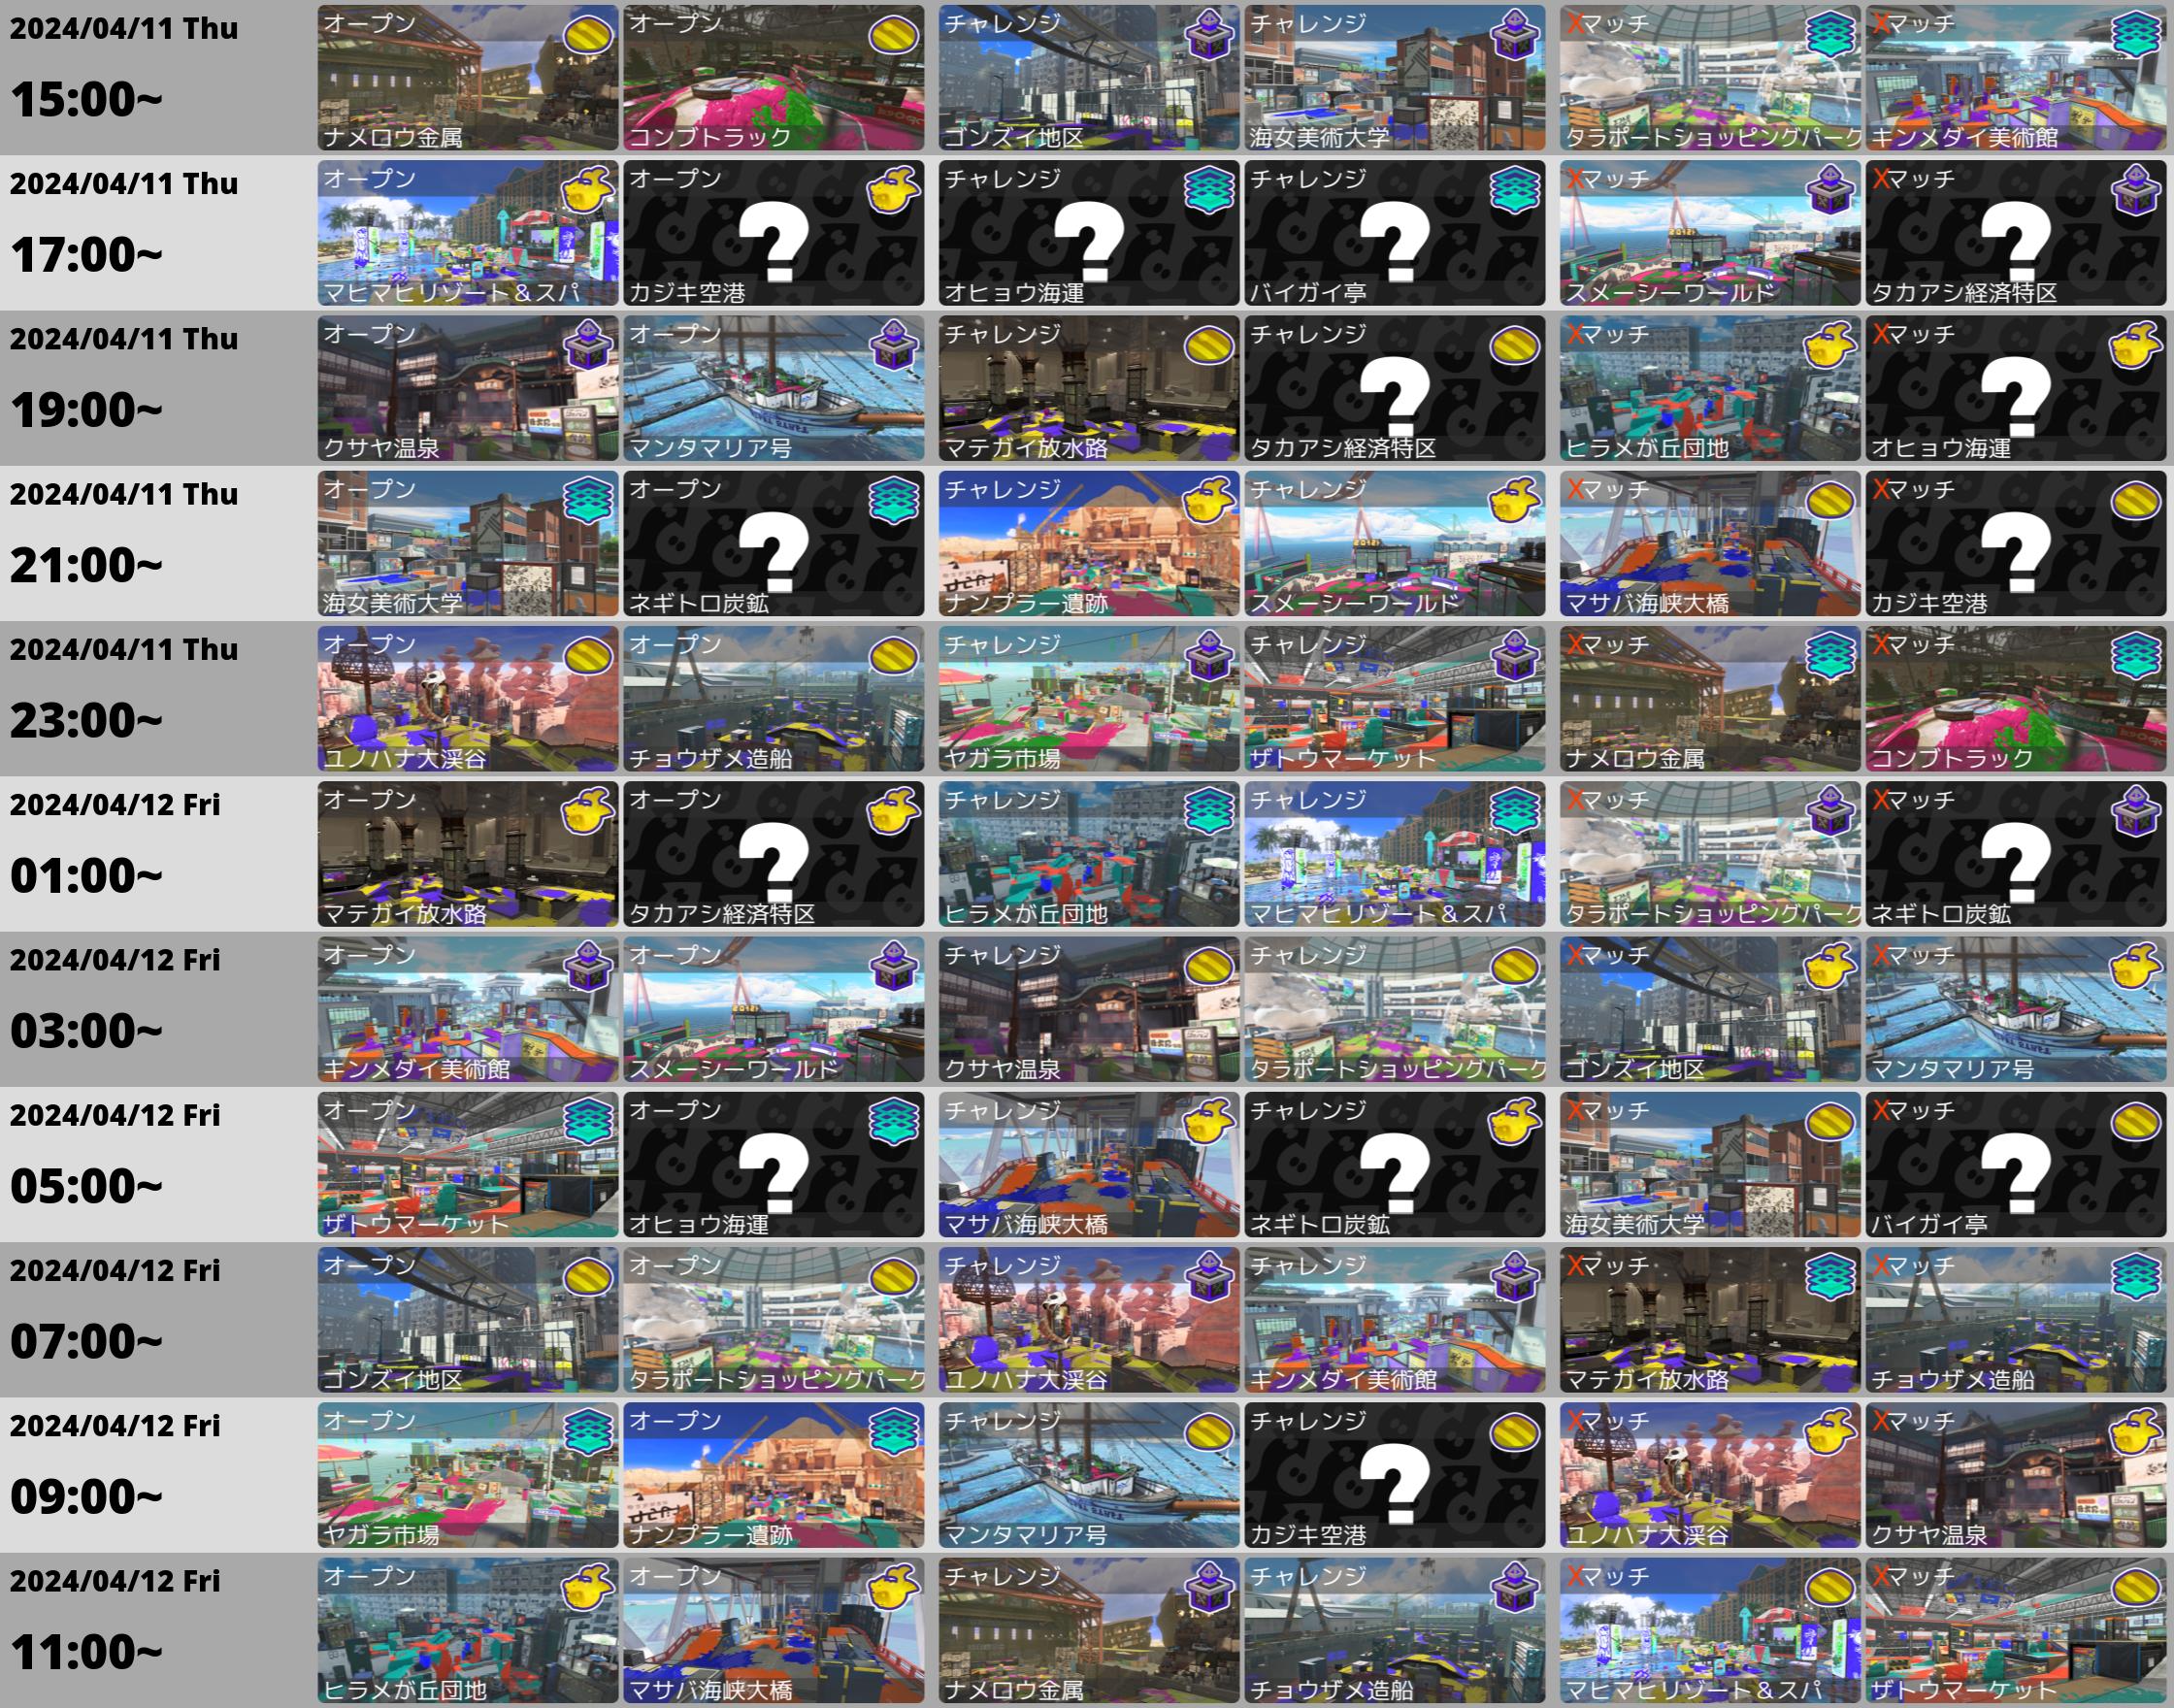 2024/04/11 Thu
15:00~
オープン
ナメロウ金属
オープン
コンブトラック
チャレンジ
ゴンズイ地区
チャレンジ
海女美術大学
Xマッチ
タラポートショッピングパーク
Xマッチ
キンメダイ美術館
2024/04/11 Thu
17:00~
オープン
マヒマヒリゾート&スパ
オープン
?
カジキ空港
チャレンジ
?
オヒョウ海運
チャレンジ
?
バイガイ亭
Xマッチ
スメーシーワールド
Xマッチ
?
タカアシ経済特区
2024/04/11 Thu
19:00~
オープン
クサヤ温泉
オープン
マンタマリア号
チャレンジ
マテガイ放水路
チャレンジ
?
タカアシ経済特区
Xマッチ
ヒラメが丘団地
Xマッチ
?
オヒョウ海運
2024/04/11 Thu
21:00~
オープン
海女美術大学
オープン
?
ネギトロ炭鉱
チャレンジ
ナンプラー遺跡
チャレンジ
スメーシーワールド
Xマッチ
マサバ海峡大橋
Xマッチ
?
カジキ空港
2024/04/11 Thu
23:00~
オープン
ユノハナ大渓谷
オープン
チョウザメ造船
チャレンジ
ヤガラ市場
チャレンジ
ザトウマーケット
Xマッチ
ナメロウ金属
Xマッチ
コンブトラック
2024/04/12 Fri
01:00~
オープン
マテガイ放水路
オープン
?
タカアシ経済特区
チャレンジ
ヒラメが丘団地
チャレンジ
マヒマヒリゾート&スパ
Xマッチ
タラポートショッピングパーク
Xマッチ
?
ネギトロ炭鉱
2024/04/12 Fri
03:00~
オープン
キンメダイ美術館
オープン
スメーシーワールド
チャレンジ
クサヤ温泉
チャレンジ
タラポートショッピングパーク
Xマッチ
ゴンズイ地区
Xマッチ
マンタマリア号
2024/04/12 Fri
05:00~
オープン
ザトウマーケット
オープン
?
オヒョウ海運
チャレンジ
マサバ海峡大橋
チャレンジ
?
ネギトロ炭鉱
Xマッチ
海女美術大学
Xマッチ
?
バイガイ亭
2024/04/12 Fri
07:00~
オープン
ゴンズイ地区
オープン
タラポートショッピングパーク
チャレンジ
ユノハナ大渓谷
チャレンジ
キンメダイ美術館
Xマッチ
マテガイ放水路
Xマッチ
チョウザメ造船
2024/04/12 Fri
09:00~
オープン
ヤガラ市場
オープン
ナンプラー遺跡
チャレンジ
マンタマリア号
チャレンジ
?
カジキ空港
Xマッチ
ユノハナ大渓谷
Xマッチ
クサヤ温泉
2024/04/12 Fri
11:00~
オープン
ヒラメが丘団地
オープン
マサバ海峡大橋
チャレンジ
ナメロウ金属
チャレンジ
チョウザメ造船
Xマッチ
マヒマヒリゾート&スパ
Xマッチ
ザトウマーケット